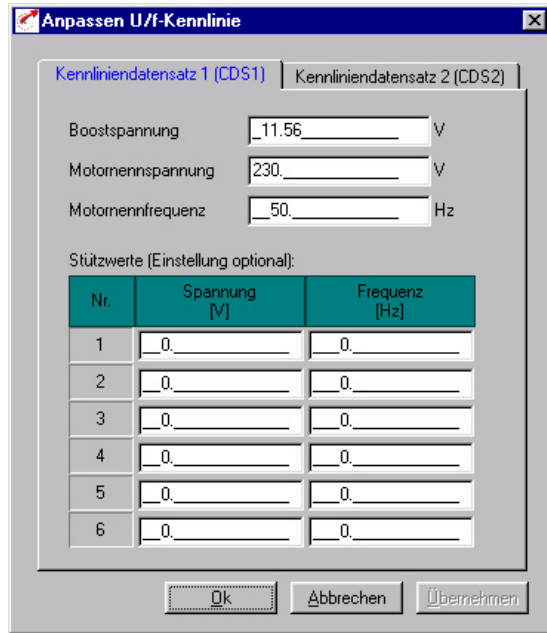 Anpassen U/f-Kennlinie
Kennliniendatensatz 1 (CDS1) Kennliniendatensatz 2 (CDS2)
Boostspannung _11.56__________ V
Motornennspannung 230.__________ V
Motornennfrequenz __50.__________ Hz
Stützwerte (Einstellung optional):
Nr. Spannung Frequenz
[V] [Hz]
1 __0.__________ __0.__________
2 __0.__________ __0.__________
3 __0.__________ __0.__________
4 __0.__________ __0.__________
5 __0.__________ __0.__________
6 __0.__________ __0.__________
Ok Abbrechen Übernehmen